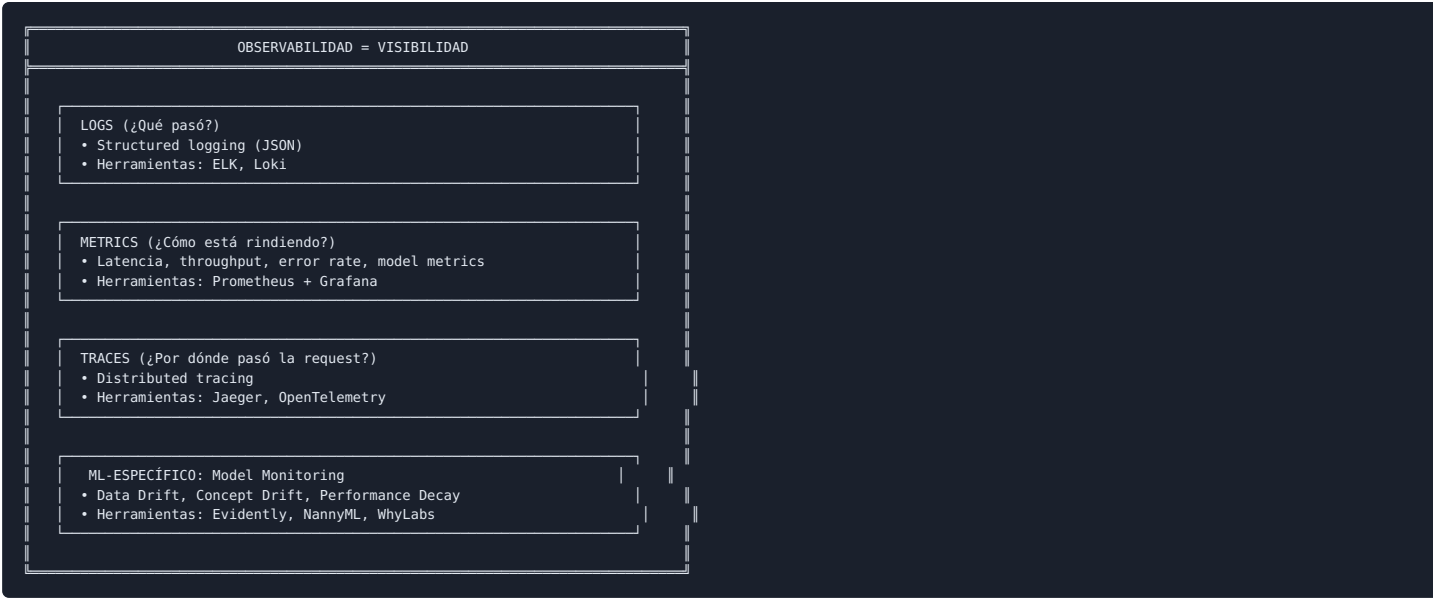 OBSERVABILIDAD = VISIBILIDAD
LOGS (¿Qué pasó?)
• Structured logging (JSON)
• Herramientas: ELK, Loki
METRICS (¿Cómo está rindiendo?)
• Latencia, throughput, error rate, model metrics
• Herramientas: Prometheus + Grafana
TRACES (¿Por dónde pasó la request?)
• Distributed tracing
• Herramientas: Jaeger, OpenTelemetry
ML-ESPECÍFICO: Model Monitoring
• Data Drift, Concept Drift, Performance Decay
• Herramientas: Evidently, NannyML, WhyLabs